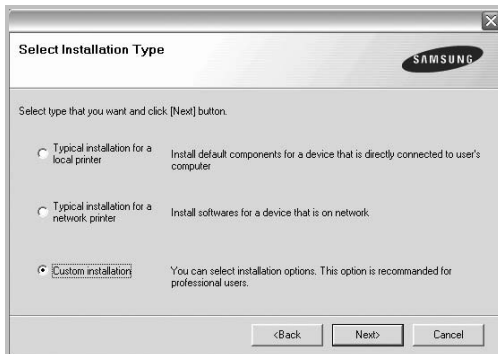 Select Installation Type
SAMSUNG
Select type that you want and click [Next] button.
Typical installation for a
local printer
Install default components for a device that is directly connected to user's
computer
Typical installation for a
network printer
Install softwares for a device that is on network
Custom installation
You can select installation options. This option is recommanded for
professional users.
<Back
Next>
Cancel